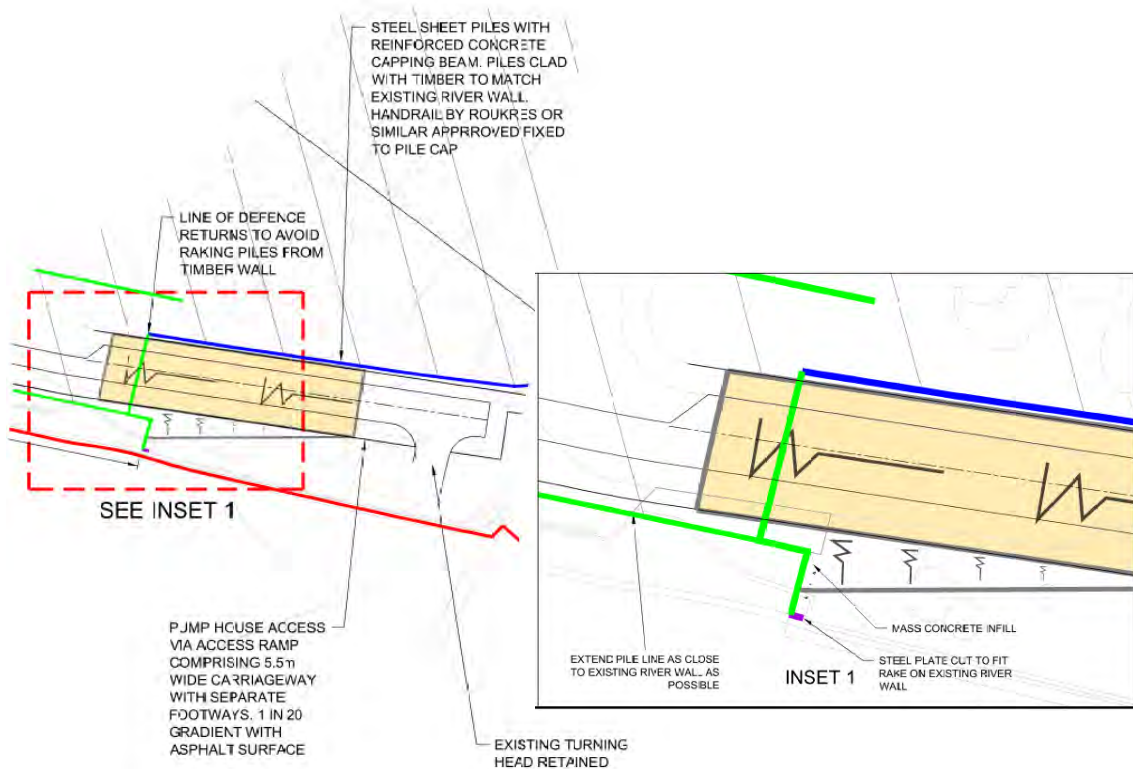 STEEL SHEET PILES WITH
REINFORCED CONCRETE
CAPPING BEAM. PILES CLAD
WITH TIMBER TO MATCH
EXISTING RIVER WALL.
HANDRAIL BY ROUKRES OR
SIMILAR APPRROVED FIXED
TO PILE CAP
LINE OF DEFENCE
RETURNS TO AVOID
RAKING PILES FROM
TIMBER WALL
SEE INSET 1
PUMP HOUSE ACCESS
VIA ACCESS RAMP
COMPRISING 5.5m
WIDE CARRIAGEWAY
WITH SEPARATE
FOOTWAYS. 1 IN 20
GRADIENT WITH
ASPHALT SURFACE
EXISTING TURNING
HEAD RETAINED
MASS CONCRETE INFILL
EXTEND PILE LINE AS CLOSE
TO EXISTING RIVER WALL AS
POSSIBLE
INSET 1
STEEL PLATE CUT TO FIT
RAKE ON EXISTING RIVER
WALL